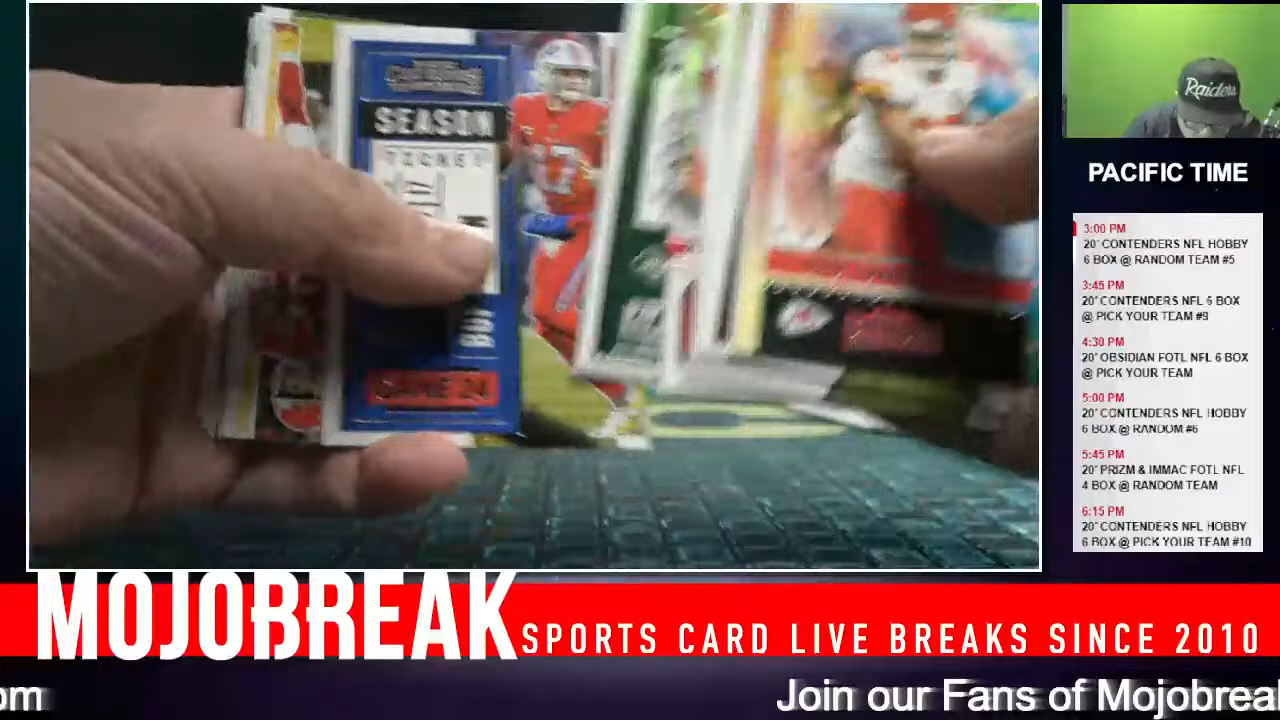 SEASON
TICKET
17
GAME 24
Raiders
PACIFIC TIME
3:00 PM
20' CONTENDERS NFL HOBBY
6 BOX @ RANDOM TEAM #5
3:45 PM
20' CONTENDERS NFL 6 BOX
@ PICK YOUR TEAM #9
4:30 PM
20' OBSIDIAN FOTL NFL 6 BOX
@ PICK YOUR TEAM
5:00 PM
20' CONTENDERS NFL HOBBY
6 BOX @ RANDOM #6
5:45 PM
20' PRIZM & IMMAC FOTL NFL
4 BOX @ RANDOM TEAM
6:15 PM
20' CONTENDERS NFL HOBBY
6 BOX @ PICK YOUR TEAM #10
MOJOBREAK
SPORTS CARD LIVE BREAKS SINCE 2010
om
Join our Fans of Mojobreak